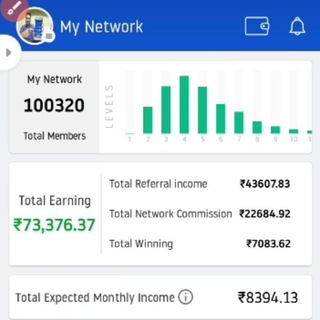 My Network
My Network
100320
Total Members
LEVELS
1 2 3 4 5 6 7 8 9 10
Total Earning
₹73,376.37
Total Referral income ₹43607.83
Total Network Commission ₹22684.92
Total Winning ₹7083.62
Total Expected Monthly Income ₹8394.13